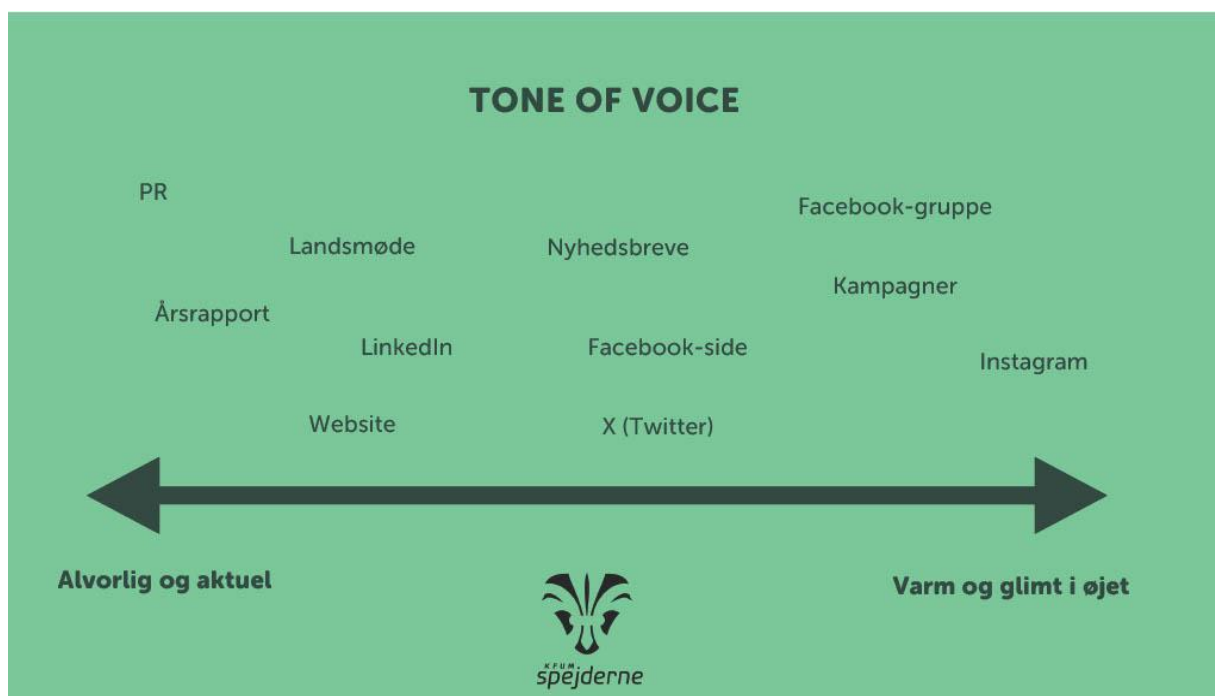 TONE OF VOICE
PR
Facebook-gruppe
Landsmøde
Nyhedsbreve
Kampagner
Årsrapport
LinkedIn
Facebook-side
Instagram
Website
X (Twitter)
Alvorlig og aktuel
Varm og glimt i øjet
KFUM
spejderne